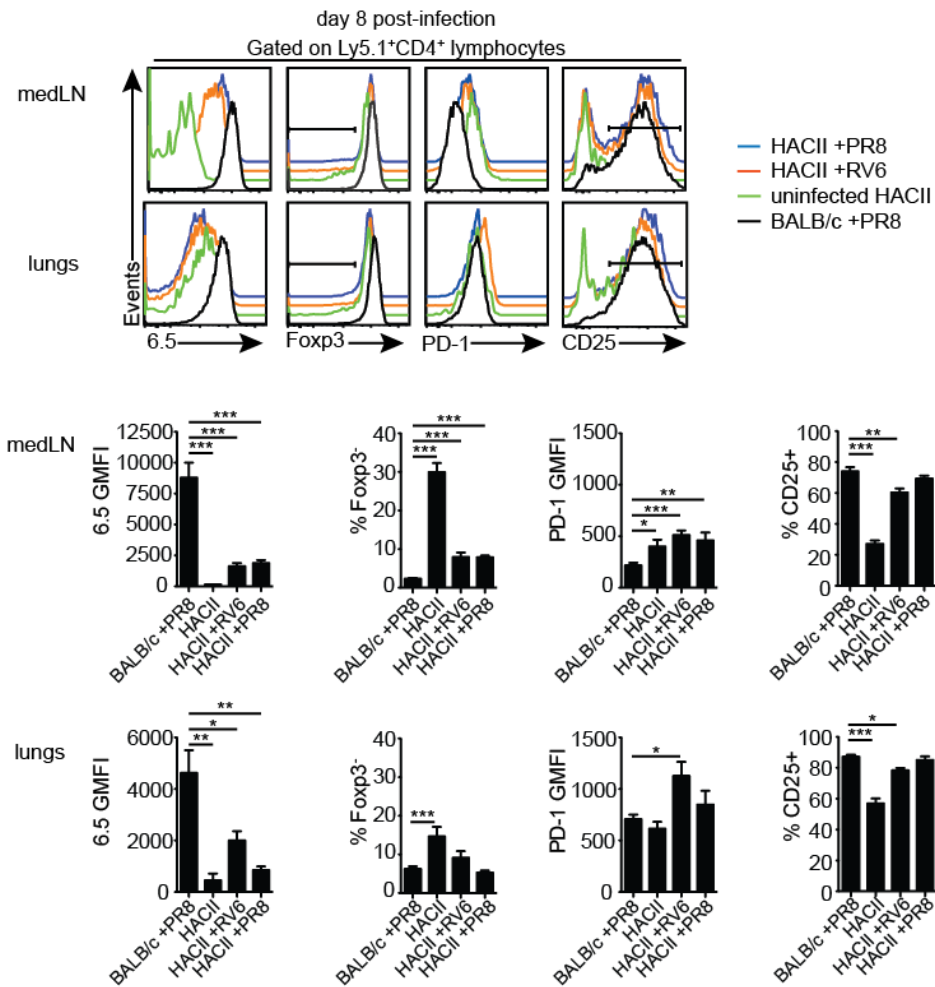 day 8 post-infection
Gated on Ly5.1⁺CD4⁺ lymphocytes
medLN
lungs
Events
6.5
Foxp3
PD-1
CD25
HACII +PR8
HACII +RV6
uninfected HACII
BALB/c +PR8
medLN
6.5 GMFI
12500
10000
7500
5000
2500
0
***
***
***
BALB/c +PR8
HACII
HACII +RV6
HACII +PR8
% Foxp3⁻
40
30
20
10
0
***
***
***
BALB/c +PR8
HACII
HACII +RV6
HACII +PR8
PD-1 GMFI
1500
1000
500
0
**
***
*
BALB/c +PR8
HACII
HACII +RV6
HACII +PR8
% CD25+
100
80
60
40
20
0
**
***
BALB/c +PR8
HACII
HACII +RV6
HACII +PR8
lungs
6.5 GMFI
6000
4000
2000
0
**
*
**
BALB/c +PR8
HACII
HACII +RV6
HACII +PR8
% Foxp3⁻
40
30
20
10
0
***
BALB/c +PR8
HACII
HACII +RV6
HACII +PR8
PD-1 GMFI
1500
1000
500
0
*
BALB/c +PR8
HACII
HACII +RV6
HACII +PR8
% CD25+
100
80
60
40
20
0
*
***
BALB/c +PR8
HACII
HACII +RV6
HACII +PR8